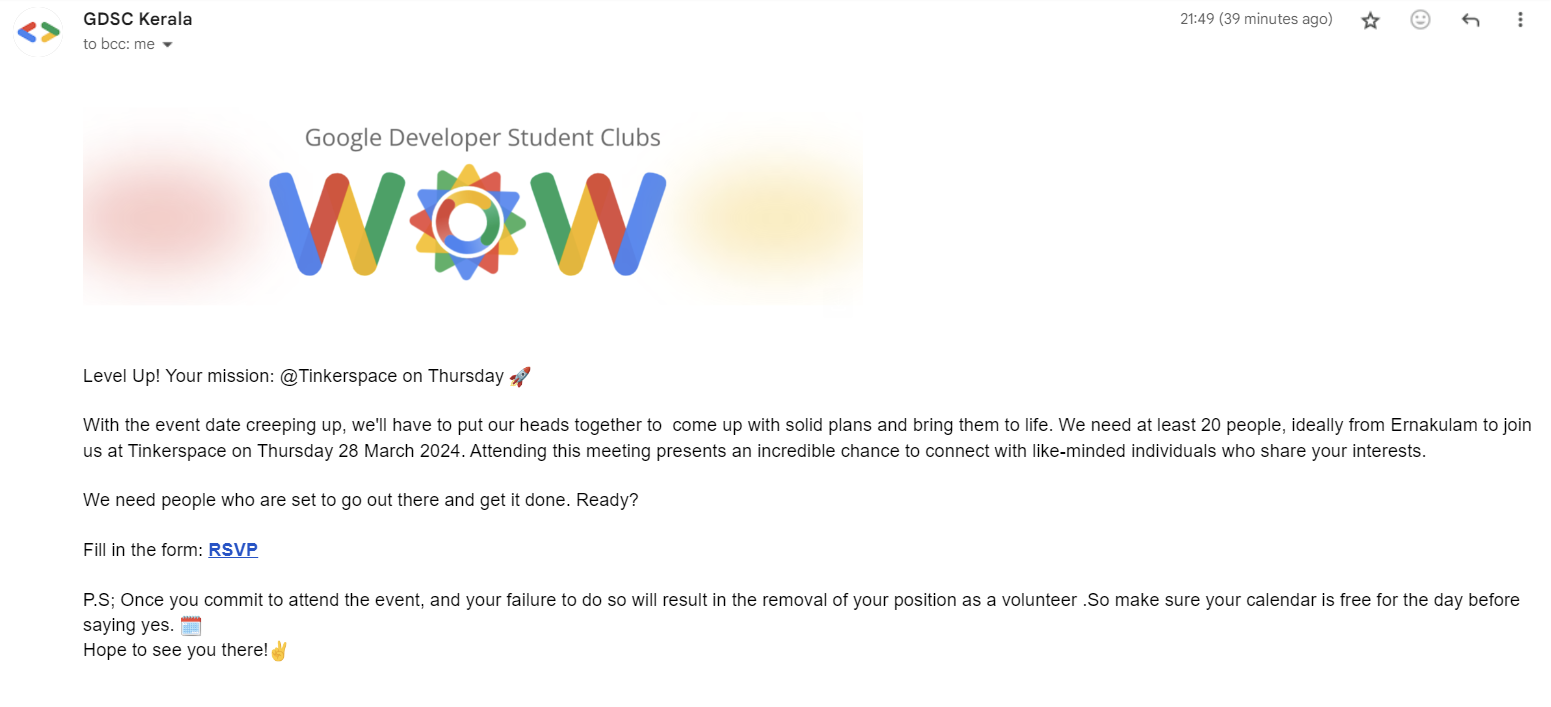 GDSC Kerala
21:49 (39 minutes ago)
to bcc: me
Google Developer Student Clubs
WOW
Level Up! Your mission: @Tinkerspace on Thursday 🚀
With the event date creeping up, we'll have to put our heads together to  come up with solid plans and bring them to life. We need at least 20 people, ideally from Ernakulam to join
us at Tinkerspace on Thursday 28 March 2024. Attending this meeting presents an incredible chance to connect with like-minded individuals who share your interests.
We need people who are set to go out there and get it done. Ready?
Fill in the form: RSVP
P.S; Once you commit to attend the event, and your failure to do so will result in the removal of your position as a volunteer .So make sure your calendar is free for the day before
saying yes. 🗓️
Hope to see you there!✌️